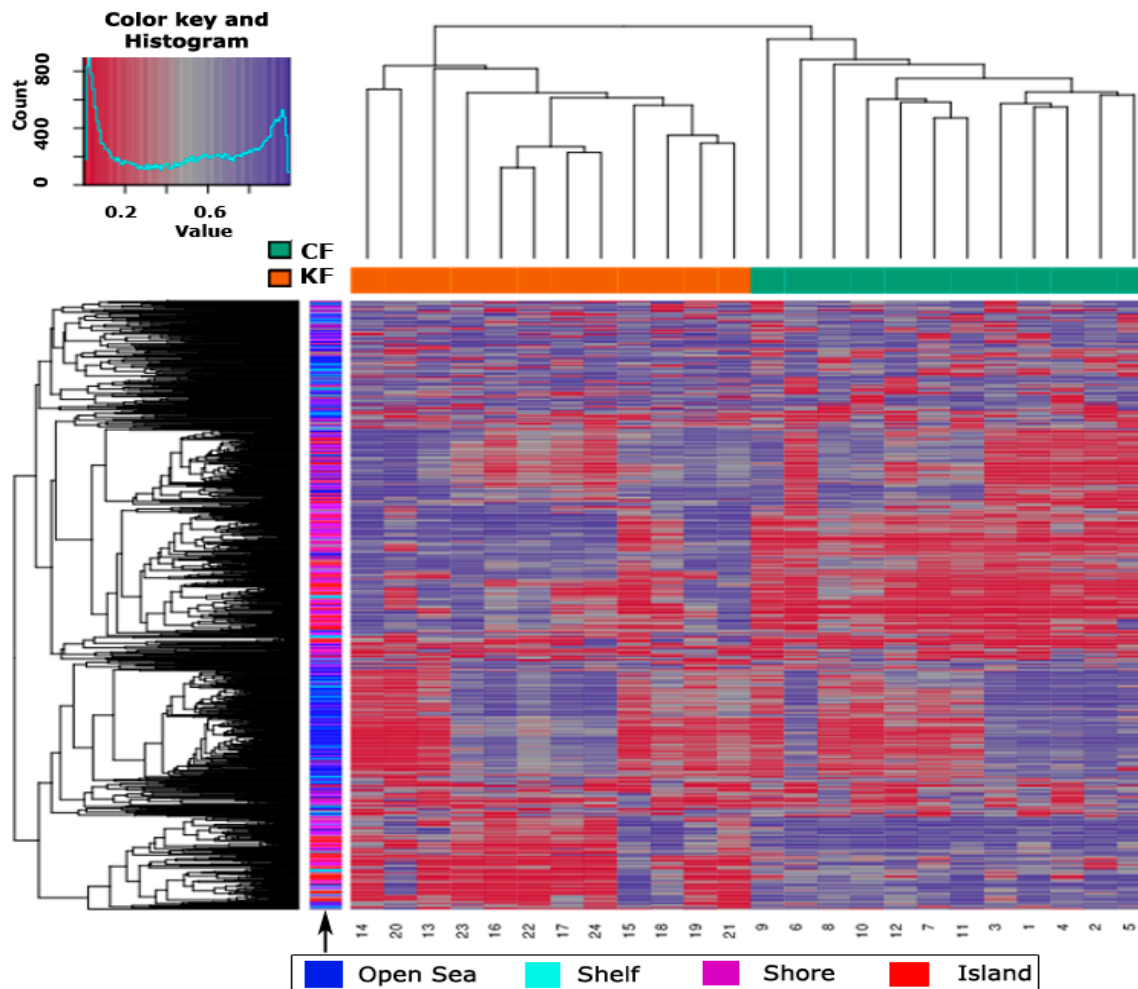 Color key and
Histogram
Count
800
400
0
0.2
0.6
Value
CF
KF
14 20 13 23 16 22 17 24 15 18 19 21 9 6 8 10 12 7 11 3 1 4 2 5
Open Sea Shelf Shore Island